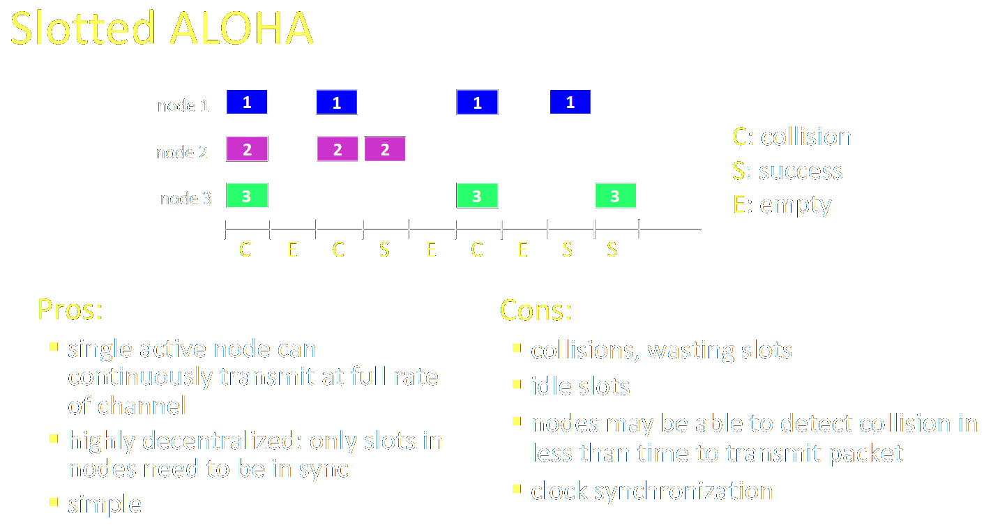 Slotted ALOHA
node 1 1 1 1 1
node 2 2 2 2
node 3 3 3 3
C E C S E C E S S
C: collision
S: success
E: empty
Pros:
▪ single active node can
continuously transmit at full rate
of channel
▪ highly decentralized: only slots in
nodes need to be in sync
▪ simple
Cons:
▪ collisions, wasting slots
▪ idle slots
▪ nodes may be able to detect collision in
less than time to transmit packet
▪ clock synchronization